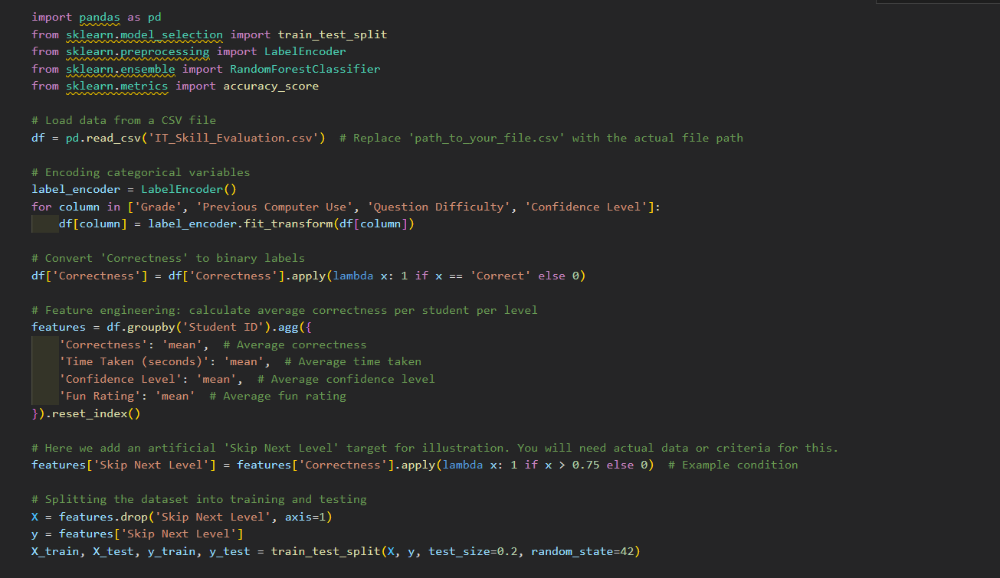 import pandas as pd
from sklearn.model_selection import train_test_split
from sklearn.preprocessing import LabelEncoder
from sklearn.ensemble import RandomForestClassifier
from sklearn.metrics import accuracy_score

# Load data from a CSV file
df = pd.read_csv('IT_Skill_Evaluation.csv')  # Replace 'path_to_your_file.csv' with the actual file path

# Encoding categorical variables
label_encoder = LabelEncoder()
for column in ['Grade', 'Previous Computer Use', 'Question Difficulty', 'Confidence Level']:
    df[column] = label_encoder.fit_transform(df[column])

# Convert 'Correctness' to binary labels
df['Correctness'] = df['Correctness'].apply(lambda x: 1 if x == 'Correct' else 0)

# Feature engineering: calculate average correctness per student per level
features = df.groupby('Student ID').agg({
    'Correctness': 'mean',  # Average correctness
    'Time Taken (seconds)': 'mean',  # Average time taken
    'Confidence Level': 'mean',  # Average confidence level
    'Fun Rating': 'mean'  # Average fun rating
}).reset_index()

# Here we add an artificial 'Skip Next Level' target for illustration. You will need actual data or criteria for this.
features['Skip Next Level'] = features['Correctness'].apply(lambda x: 1 if x > 0.75 else 0)  # Example condition

# Splitting the dataset into training and testing
X = features.drop('Skip Next Level', axis=1)
y = features['Skip Next Level']
X_train, X_test, y_train, y_test = train_test_split(X, y, test_size=0.2, random_state=42)